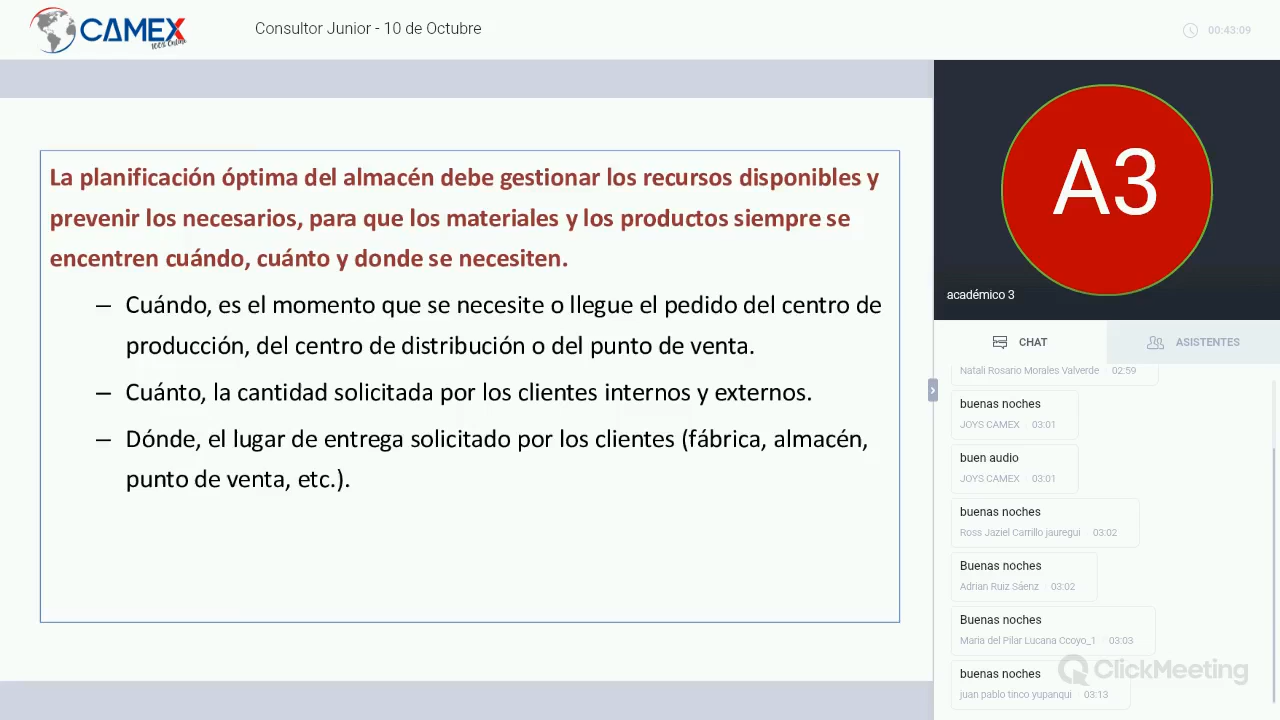 CAMEX
100% Online
Consultor Junior - 10 de Octubre
00:43:09
La planificación óptima del almacén debe gestionar los recursos disponibles y
prevenir los necesarios, para que los materiales y los productos siempre se
encentren cuándo, cuánto y donde se necesiten.
– Cuándo, es el momento que se necesite o llegue el pedido del centro de
producción, del centro de distribución o del punto de venta.
– Cuánto, la cantidad solicitada por los clientes internos y externos.
– Dónde, el lugar de entrega solicitado por los clientes (fábrica, almacén,
punto de venta, etc.).
A3
académico 3
CHAT
ASISTENTES
Natali Rosario Morales Valverde 02:59
buenas noches
JOYS CAMEX 03:01
buen audio
JOYS CAMEX 03:01
buenas noches
Ross Jaziel Carrillo jauregui 03:02
Buenas noches
Adrian Ruiz Sáenz 03:02
Buenas noches
Maria del Pilar Lucana Ccoyo_1 03:03
buenas noches
juan pablo tinco yupanqui 03:13
ClickMeeting